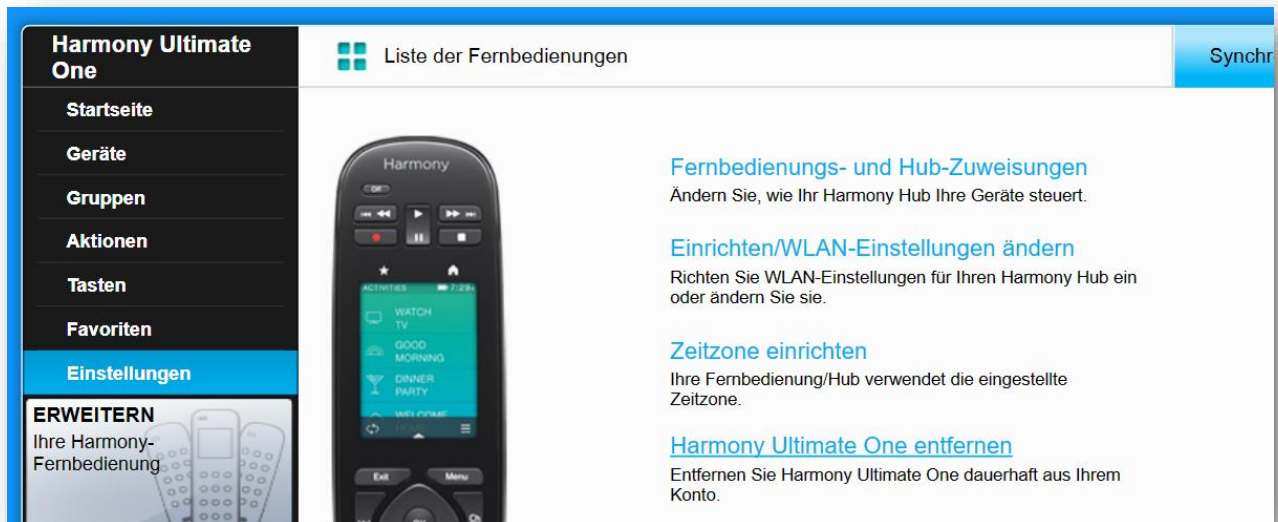 Harmony Ultimate
One
Liste der Fernbedienungen
Synchr
Startseite
Geräte
Gruppen
Aktionen
Tasten
Favoriten
Einstellungen
ERWEITERN
Ihre Harmony-
Fernbedienung
Harmony
Off
ACTIVITIES 7:29
WATCH
TV
GOOD
MORNING
DINNER
PARTY
WELCOME
HOME
Exit
Menu
Fernbedienungs- und Hub-Zuweisungen
Ändern Sie, wie Ihr Harmony Hub Ihre Geräte steuert.
Einrichten/WLAN-Einstellungen ändern
Richten Sie WLAN-Einstellungen für Ihren Harmony Hub ein
oder ändern Sie sie.
Zeitzone einrichten
Ihre Fernbedienung/Hub verwendet die eingestellte
Zeitzone.
Harmony Ultimate One entfernen
Entfernen Sie Harmony Ultimate One dauerhaft aus Ihrem
Konto.